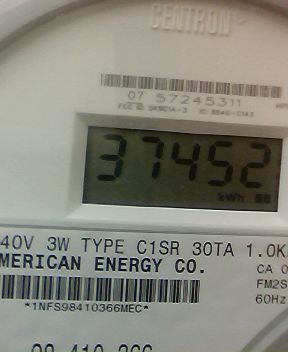 CENTRON®
07 57245311
37452
kWh
40V 3W TYPE C1SR 30TA 1.0K
MERICAN ENERGY CO.
CA 0
FM2S
60Hz
*1NFS98410366MEC*